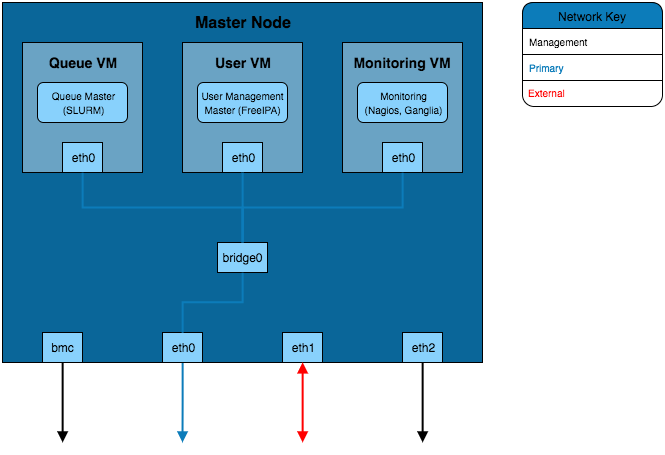 Master Node
Queue VM
Queue Master
(SLURM)
eth0
User VM
User Management
Master (FreeIPA)
eth0
Monitoring VM
Monitoring
(Nagios, Ganglia)
eth0
bridge0
bmc
eth0
eth1
eth2
Network Key
Management
Primary
External